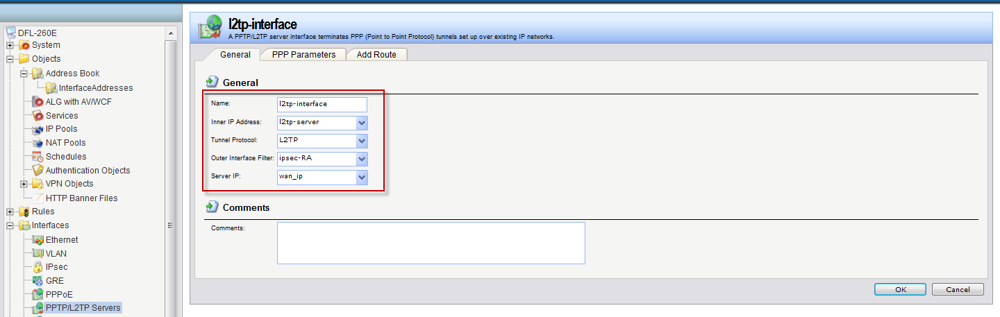 DFL-260E
System
Objects
Address Book
InterfaceAddresses
ALG with AV/WCF
Services
IP Pools
NAT Pools
Schedules
Authentication Objects
VPN Objects
HTTP Banner Files
Rules
Interfaces
Ethernet
VLAN
IPsec
GRE
PPPoE
PPTP/L2TP Servers
l2tp-interface
A PPTP/L2TP server interface terminates PPP (Point to Point Protocol) tunnels set up over existing IP networks.
General PPP Parameters Add Route
General
Name: l2tp-interface
Inner IP Address: l2tp-server
Tunnel Protocol: L2TP
Outer Interface Filter: ipsec-RA
Server IP: wan_ip
Comments
Comments:
OK Cancel